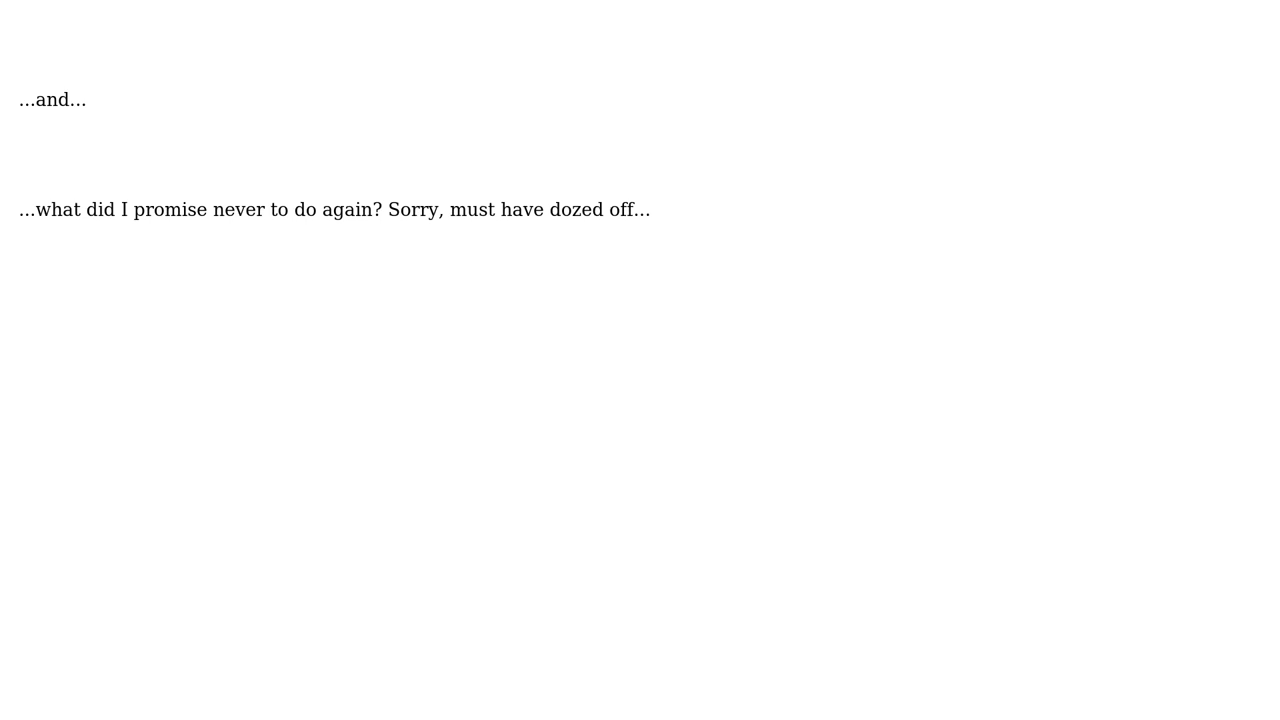 ...and...
...what did I promise never to do again? Sorry, must have dozed off...